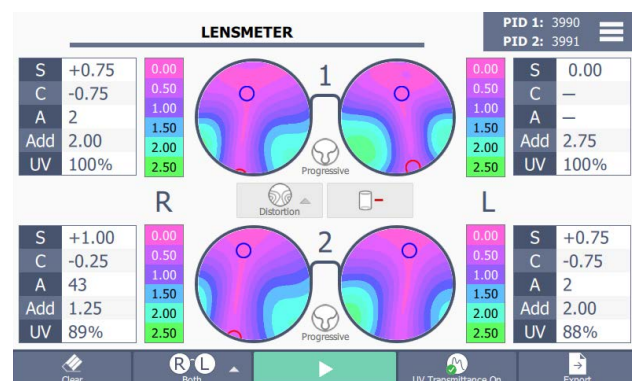 LENSMETER
PID 1: 3990
PID 2: 3991
S +0.75
C -0.75
A 2
Add 2.00
UV 100%
0.00
0.50
1.00
1.50
2.00
2.50
1
Progressive
0.00
0.50
1.00
1.50
2.00
2.50
S 0.00
C —
A —
Add 2.75
UV 100%
R
Distortion
L
S +1.00
C -0.25
A 43
Add 1.25
UV 89%
0.00
0.50
1.00
1.50
2.00
2.50
2
Progressive
0.00
0.50
1.00
1.50
2.00
2.50
S +0.75
C -0.75
A 2
Add 2.00
UV 88%
Clear
R L
Both
UV Transmittance On
Export